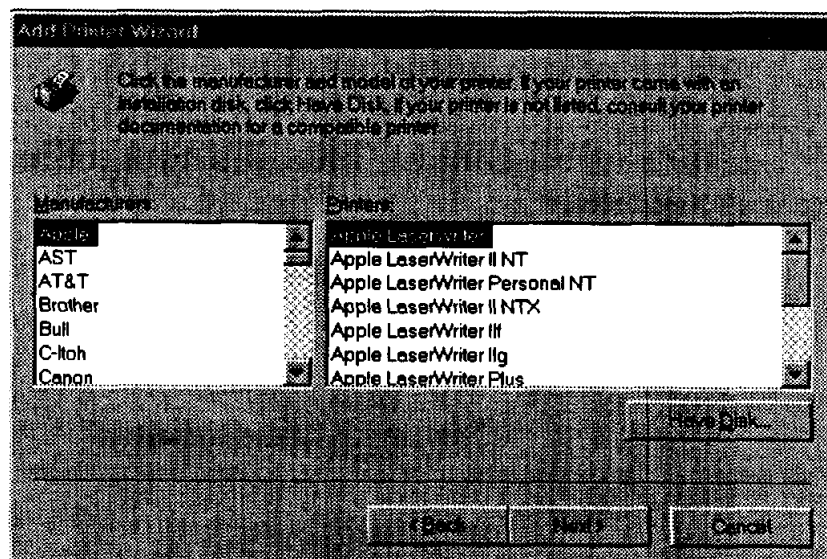 Add Printer Wizard
Click the manufacturer and model of your printer. If your printer came with an
installation disk, click Have Disk. If your printer is not listed, consult your printer
documentation for a compatible printer.
Manufacturers:
Printers:
Apple
AST
AT&T
Brother
Bull
C-Itoh
Canon
Apple LaserWriter
Apple LaserWriter II NT
Apple LaserWriter Personal NT
Apple LaserWriter II NTX
Apple LaserWriter IIf
Apple LaserWriter IIg
Apple LaserWriter Plus
Have Disk...
< Back
Next >
Cancel